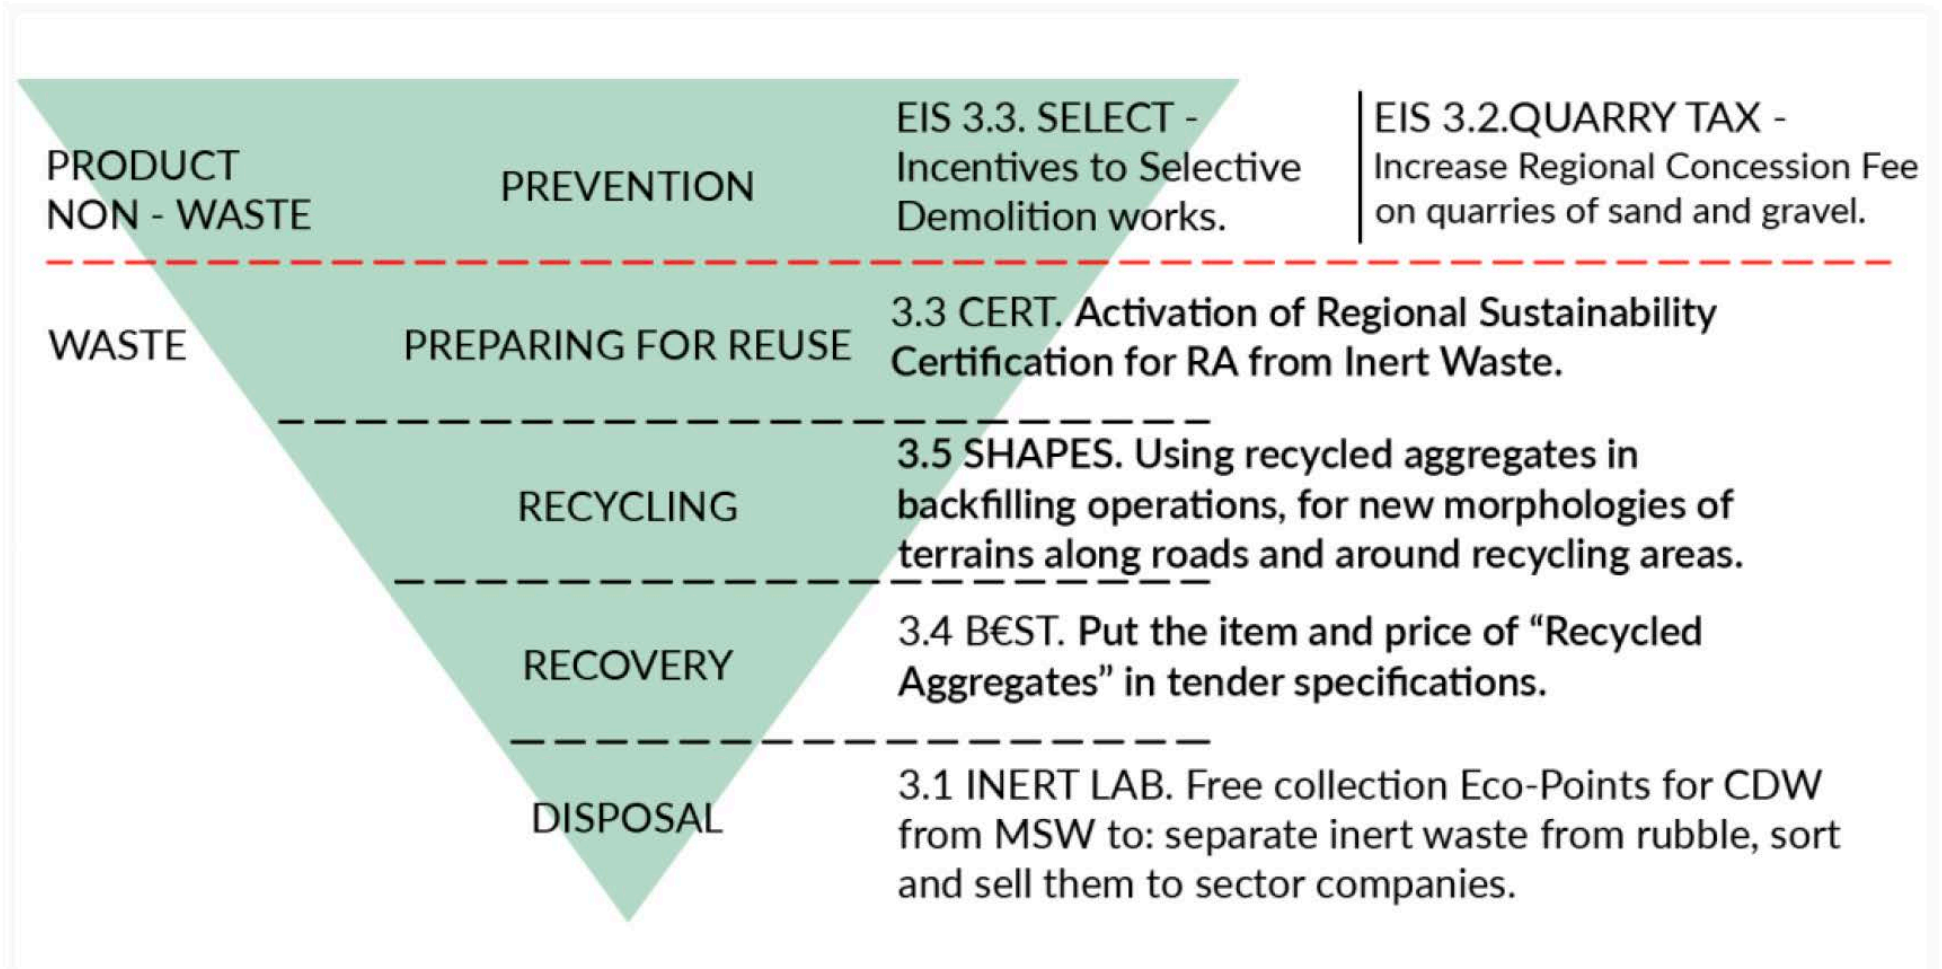 PRODUCT
NON - WASTE
PREVENTION
EIS 3.3. SELECT -
Incentives to Selective
Demolition works.
EIS 3.2.QUARRY TAX -
Increase Regional Concession Fee
on quarries of sand and gravel.
WASTE
PREPARING FOR REUSE
3.3 CERT. Activation of Regional Sustainability
Certification for RA from Inert Waste.
RECYCLING
3.5 SHAPES. Using recycled aggregates in
backfilling operations, for new morphologies of
terrains along roads and around recycling areas.
RECOVERY
3.4 B€ST. Put the item and price of “Recycled
Aggregates” in tender specifications.
DISPOSAL
3.1 INERT LAB. Free collection Eco-Points for CDW
from MSW to: separate inert waste from rubble, sort
and sell them to sector companies.